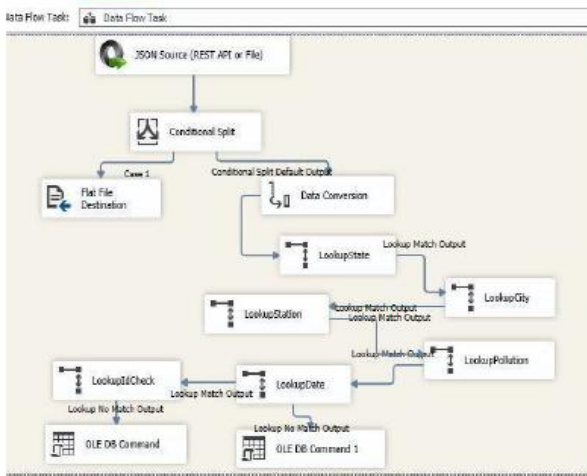 Data Flow Task: Data Flow Task
JSON Source (REST API or File)
Conditional Split
Case 1
Conditional Split Default Output
Flat File
Destination
Data Conversion
Lookup Match Output
LookupState
LookupCity
Lookup Match Output
LookupStation
Lookup Match Output
Lookup Match Output
LookupPollution
LookupIdCheck
Lookup Match Output
LookupDate
Lookup No Match Output
Lookup No Match Output
OLE DB Command
OLE DB Command 1